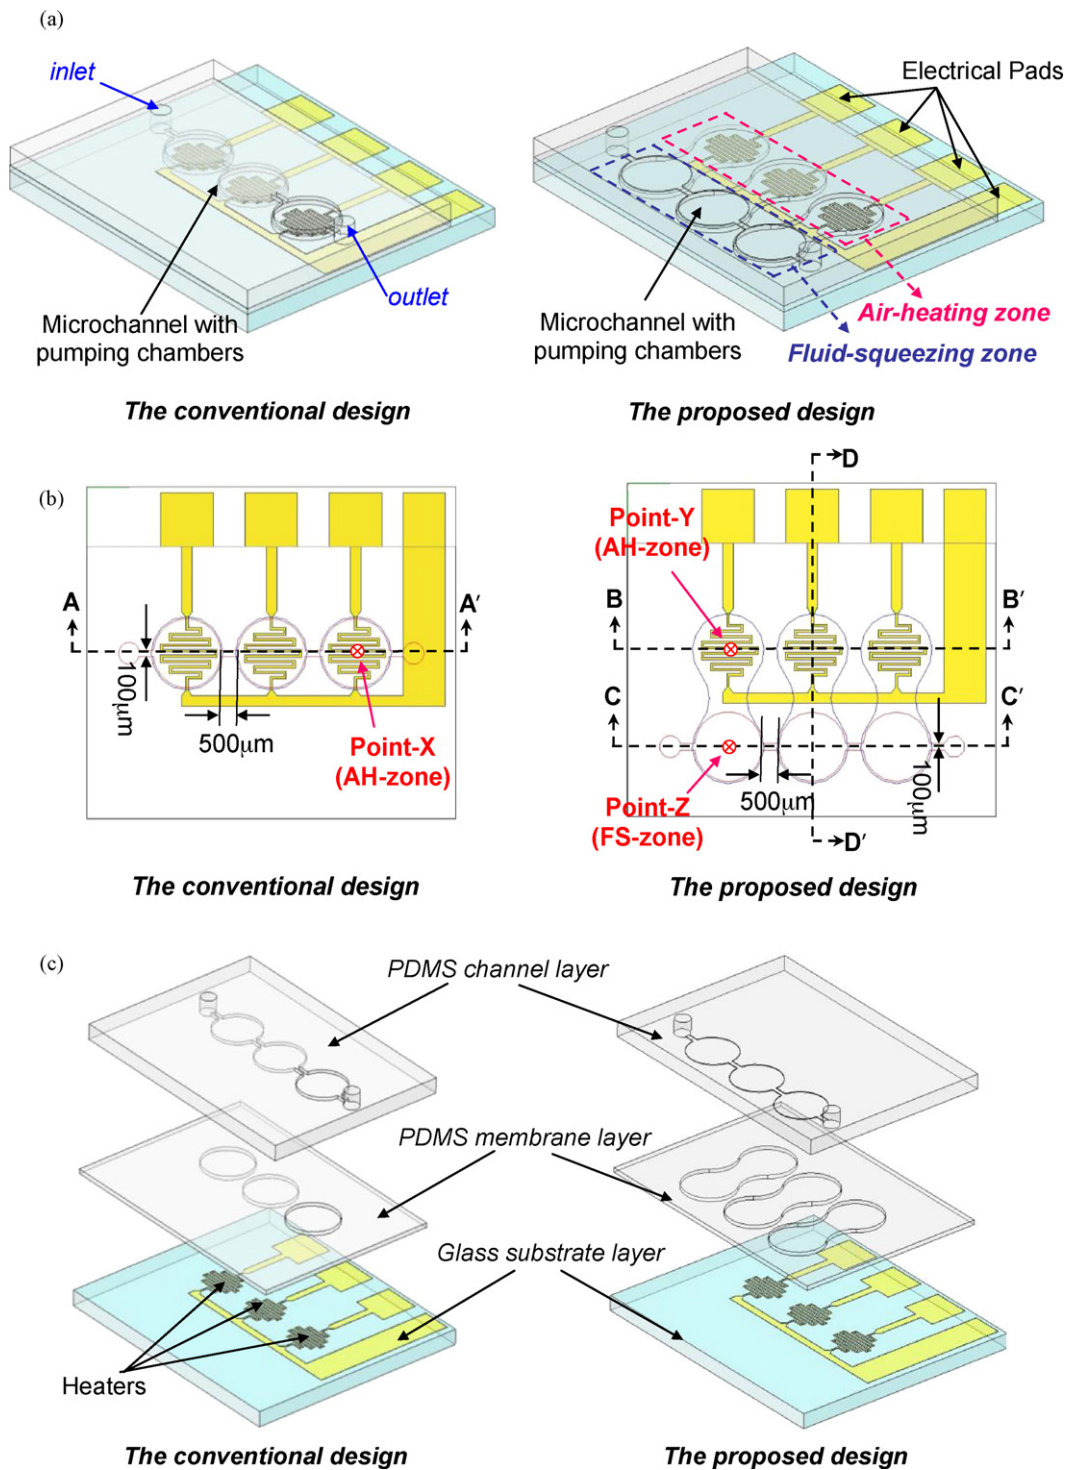 (a)
inlet
outlet
Microchannel with
pumping chambers
The conventional design
Electrical Pads
Microchannel with
pumping chambers
Air-heating zone
Fluid-squeezing zone
The proposed design
(b)
A
A′
100μm
500μm
Point-X
(AH-zone)
The conventional design
D
Point-Y
(AH-zone)
B
B′
C
C′
500μm
100μm
Point-Z
(FS-zone)
D′
The proposed design
(c)
PDMS channel layer
PDMS membrane layer
Glass substrate layer
Heaters
The conventional design
The proposed design